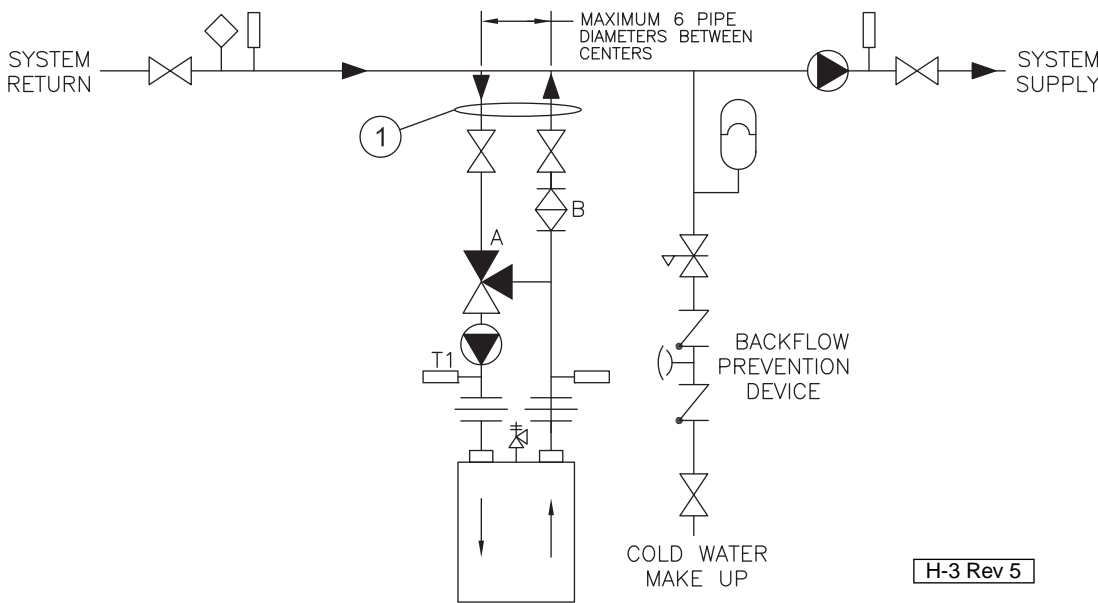 MAXIMUM 6 PIPE
DIAMETERS BETWEEN
CENTERS
SYSTEM
RETURN
SYSTEM
SUPPLY
1
B
A
T1
BACKFLOW
PREVENTION
DEVICE
COLD WATER
MAKE UP
H-3 Rev 5